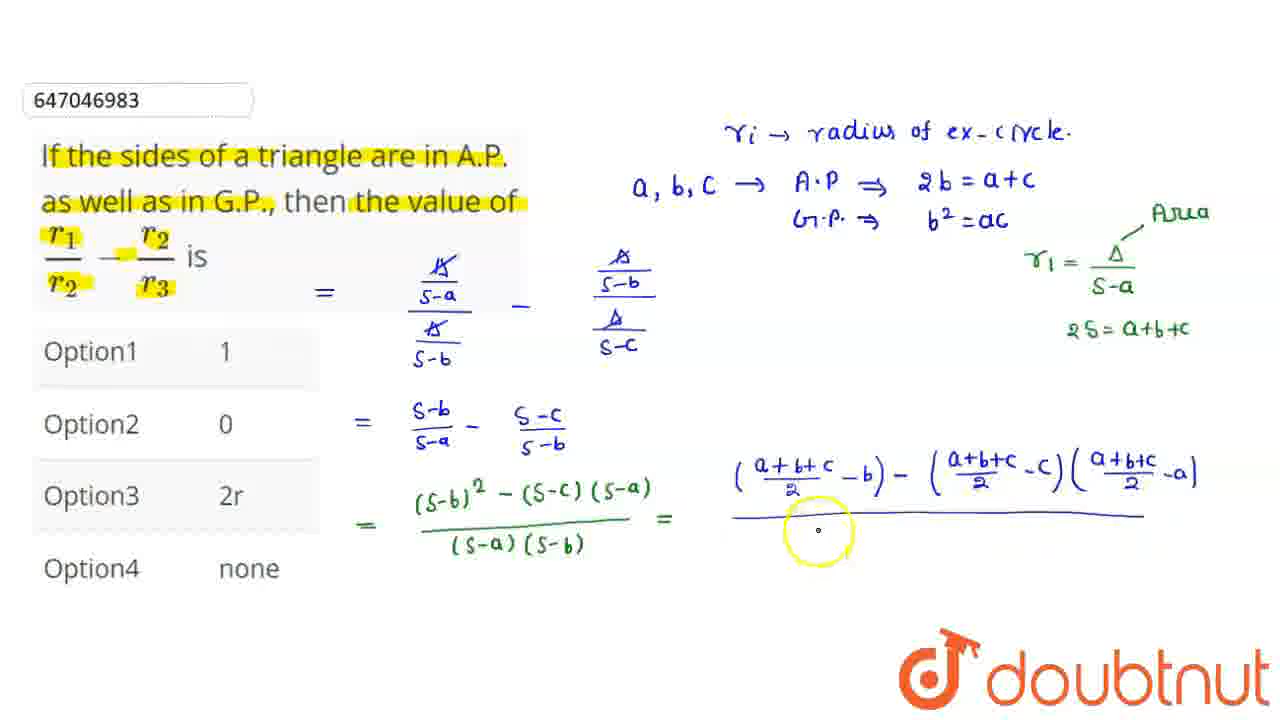 647046983
If the sides of a triangle are in A.P.
as well as in G.P., then the value of
r₁/r₂ − r₂/r₃ is
Option1 1
Option2 0
Option3 2r
Option4 none
ri → radius of ex-circle.
a, b, c → A.P ⇒ 2b = a+c
G.P. ⇒ b² = ac
Area
r₁ = Δ/(s-a)
2s = a+b+c
= (Δ/(s-a))/(Δ/(s-b)) − (Δ/(s-b))/(Δ/(s-c))
= (s-b)/(s-a) − (s-c)/(s-b)
= ((s-b)² − (s-c)(s-a))/((s-a)(s-b)) = ((a+b+c)/2 − b) − ((a+b+c)/2 − c)((a+b+c)/2 − a)
doubtnut